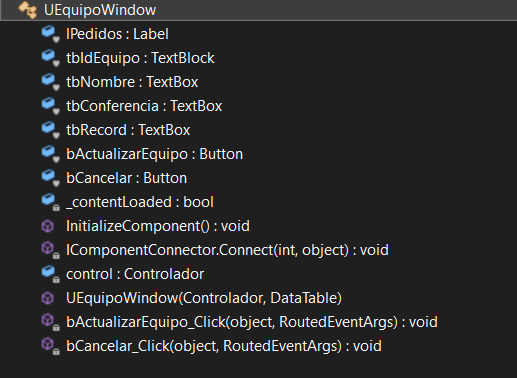 UEquipoWindow
lPedidos : Label
tbIdEquipo : TextBlock
tbNombre : TextBox
tbConferencia : TextBox
tbRecord : TextBox
bActualizarEquipo : Button
bCancelar : Button
_contentLoaded : bool
InitializeComponent() : void
IComponentConnector.Connect(int, object) : void
control : Controlador
UEquipoWindow(Controlador, DataTable)
bActualizarEquipo_Click(object, RoutedEventArgs) : void
bCancelar_Click(object, RoutedEventArgs) : void